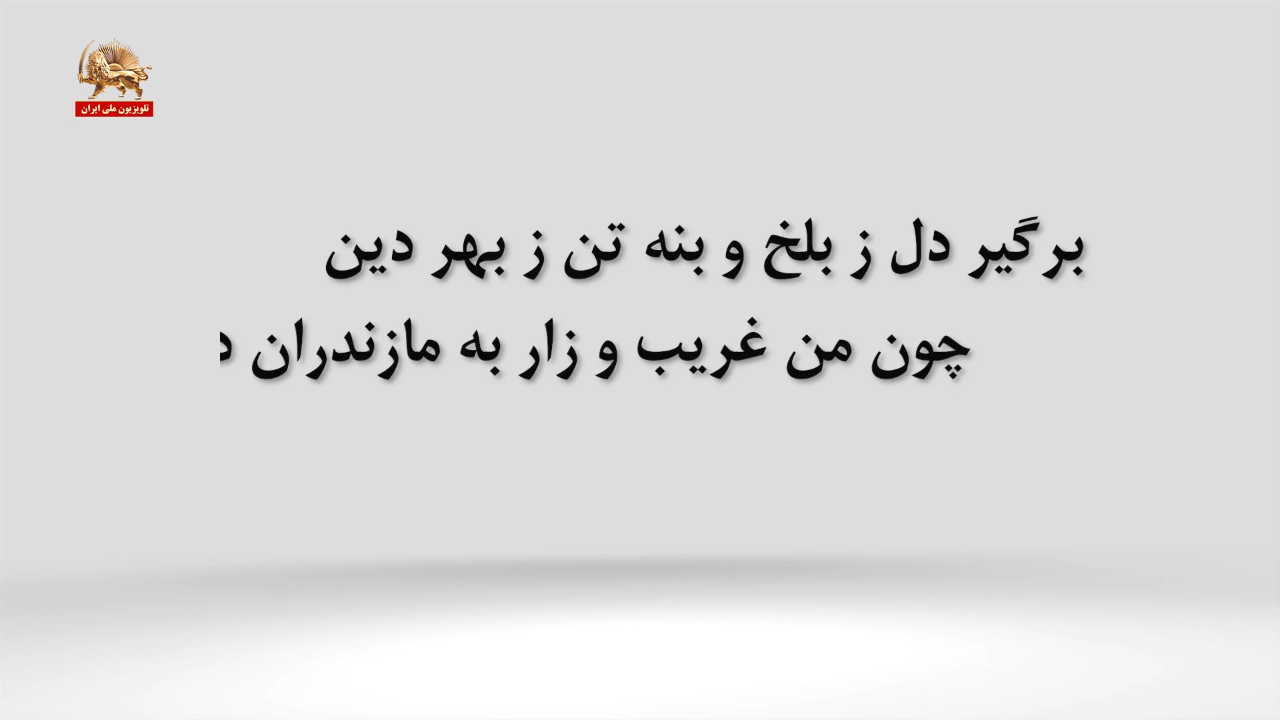 تلویزیون ملی ایران
برگیر دل ز بلخ و بنه تن ز بهر دین
چون من غریب و زار به مازندران